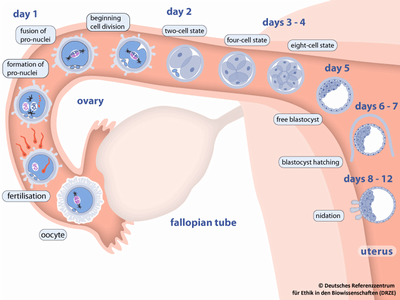 day 1
fusion of
pro-nuclei
beginning
cell division
day 2
two-cell state
four-cell state
days 3 - 4
eight-cell state
formation of
pro-nuclei
day 5
ovary
days 6 - 7
free blastocyst
blastocyst hatching
days 8 - 12
fertilisation
nidation
oocyte
fallopian tube
uterus
© Deutsches Referenzzentrum
für Ethik in den Biowissenschaften (DRZE)